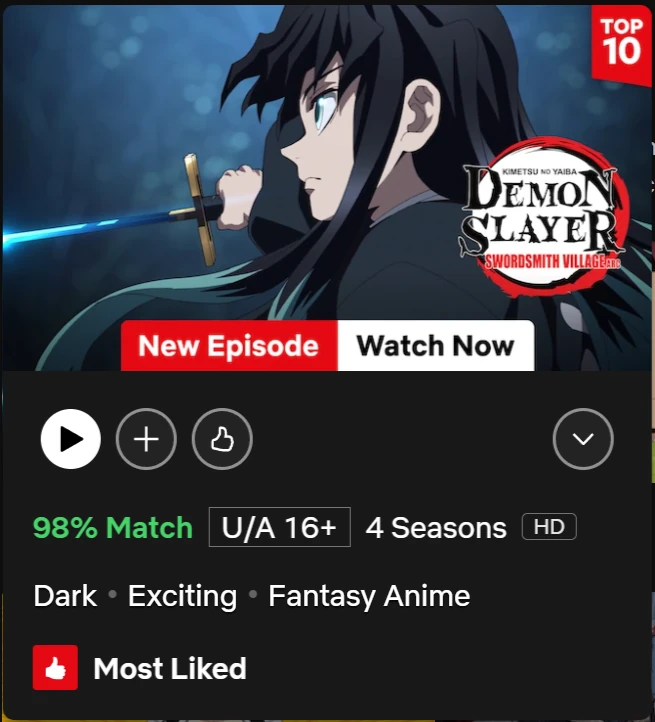 TOP
10
KIMETSU NO YAIBA
DEMON
SLAYER
SWORDSMITH VILLAGE ARC
New Episode Watch Now
98% Match U/A 16+ 4 Seasons HD
Dark • Exciting • Fantasy Anime
Most Liked